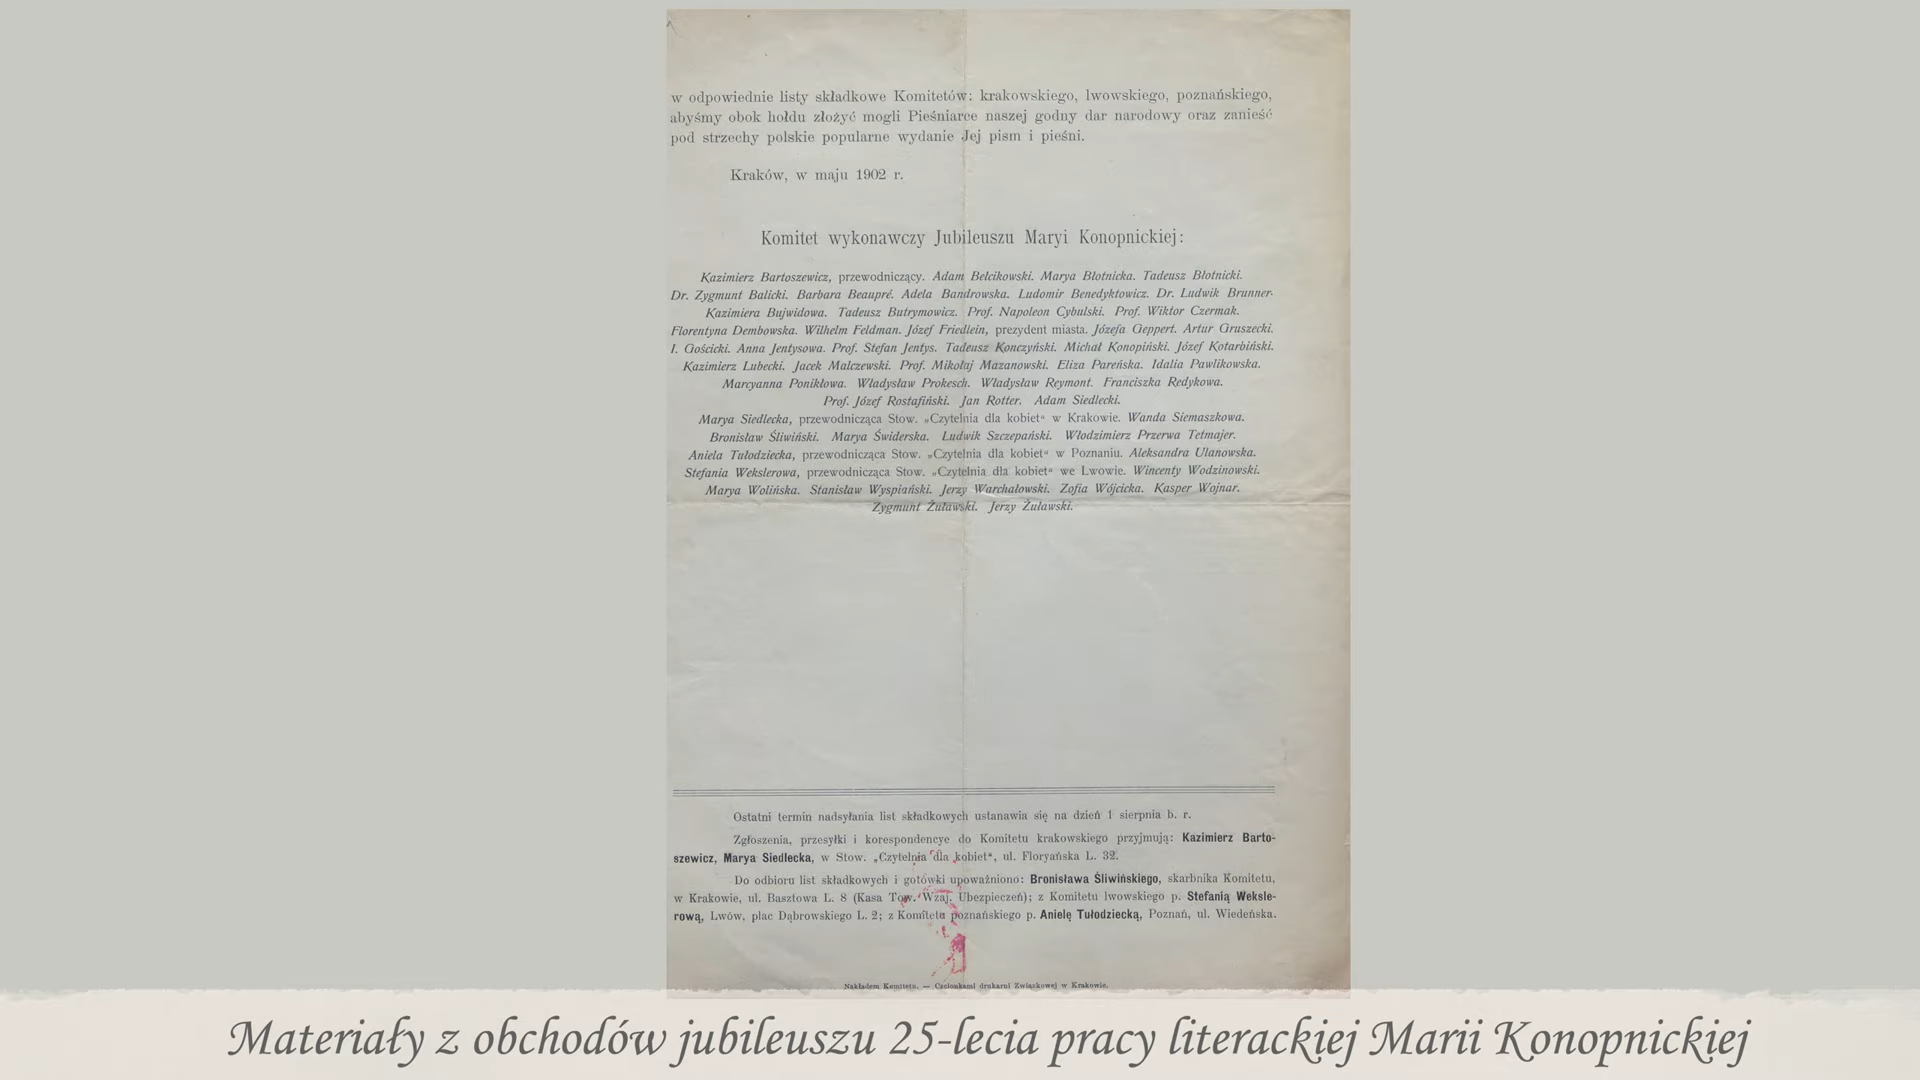 w odpowiednie listy składkowe Komitetów: krakowskiego, lwowskiego, poznańskiego,
abyśmy obok hołdu złożyć mogli Pieśniarce naszej godny dar narodowy oraz zanieść
pod strzechy polskie popularne wydanie Jej pism i pieśni.
Kraków, w maju 1902 r.
Komitet wykonawczy Jubileuszu Maryi Konopnickiej:
Kazimierz Bartoszewicz, przewodniczący. Adam Bełcikowski. Marya Błotnicka. Tadeusz Błotnicki.
Dr. Zygmunt Balicki. Barbara Beaupré. Adela Bandrowska. Ludomir Benedyktowicz. Dr. Ludwik Brunner.
Kazimiera Bujwidowa. Tadeusz Butrymowicz. Prof. Napoleon Cybulski. Prof. Wiktor Czermak.
Florentyna Dembowska. Wilhelm Feldman. Józef Friedlein, prezydent miasta. Józefa Geppert. Artur Gruszecki.
I. Gościcki. Anna Jentysowa. Prof. Stefan Jentys. Tadeusz Konczyński. Michał Konopiński. Józef Kotarbiński.
Kazimierz Lubecki. Jacek Malczewski. Prof. Mikołaj Mazanowski. Eliza Pareńska. Idalia Pawlikowska.
Marcyanna Ponikłowa. Władysław Prokesch. Władysław Reymont. Franciszka Redykowa.
Prof. Józef Rostafiński. Jan Rotter. Adam Siedlecki.
Marya Siedlecka, przewodnicząca Stow. „Czytelnia dla kobiet“ w Krakowie. Wanda Siemaszkowa.
Bronisław Śliwiński. Marya Świderska. Ludwik Szczepański. Włodzimierz Przerwa Tetmajer.
Aniela Tułodziecka, przewodnicząca Stow. „Czytelnia dla kobiet“ w Poznaniu. Aleksandra Ulanowska.
Stefania Wekslerowa, przewodnicząca Stow. „Czytelnia dla kobiet“ we Lwowie. Wincenty Wodzinowski.
Marya Wolińska. Stanisław Wyspiański. Jerzy Warchałowski. Zofia Wójcicka. Kasper Wojnar.
Zygmunt Żuławski. Jerzy Żuławski.
Ostatni termin nadsyłania list składkowych ustanawia się na dzień 1 sierpnia b. r.
Zgłoszenia, przesyłki i korespondencye do Komitetu krakowskiego przyjmują: Kazimierz Barto-
szewicz, Marya Siedlecka, w Stow. „Czytelnia dla kobiet“, ul. Floryańska L. 32.
Do odbioru list składkowych i gotówki upoważniono: Bronisława Śliwińskiego, skarbnika Komitetu,
w Krakowie, ul. Basztowa L. 8 (Kasa Tow. Wzaj. Ubezpieczeń); z Komitetu lwowskiego p. Stefanią Weksle-
rową, Lwów, plac Dąbrowskiego L. 2; z Komitetu poznańskiego p. Anielę Tułodziecką, Poznań, ul. Wiedeńska.
Nakładem Komitetu. — Czcionkami drukarni Związkowej w Krakowie.
Materiały z obchodów jubileuszu 25-lecia pracy literackiej Marii Konopnickiej